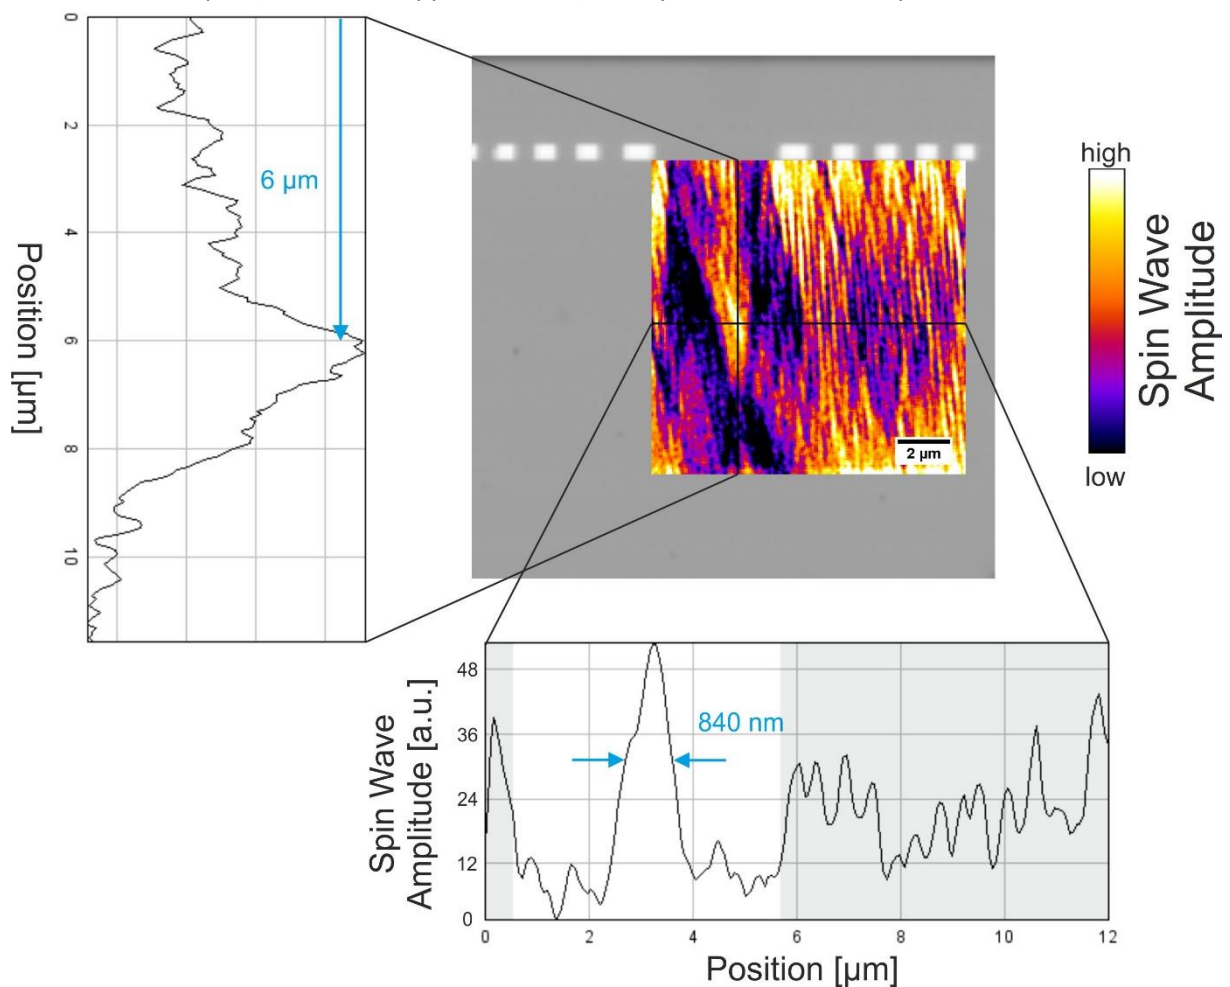 0
2
4
6
8
10
Position [µm]
6 µm
2 µm
high
low
Spin Wave
Amplitude
Spin Wave
Amplitude [a.u.]
48
36
24
12
0
840 nm
0 2 4 6 8 10 12
Position [µm]